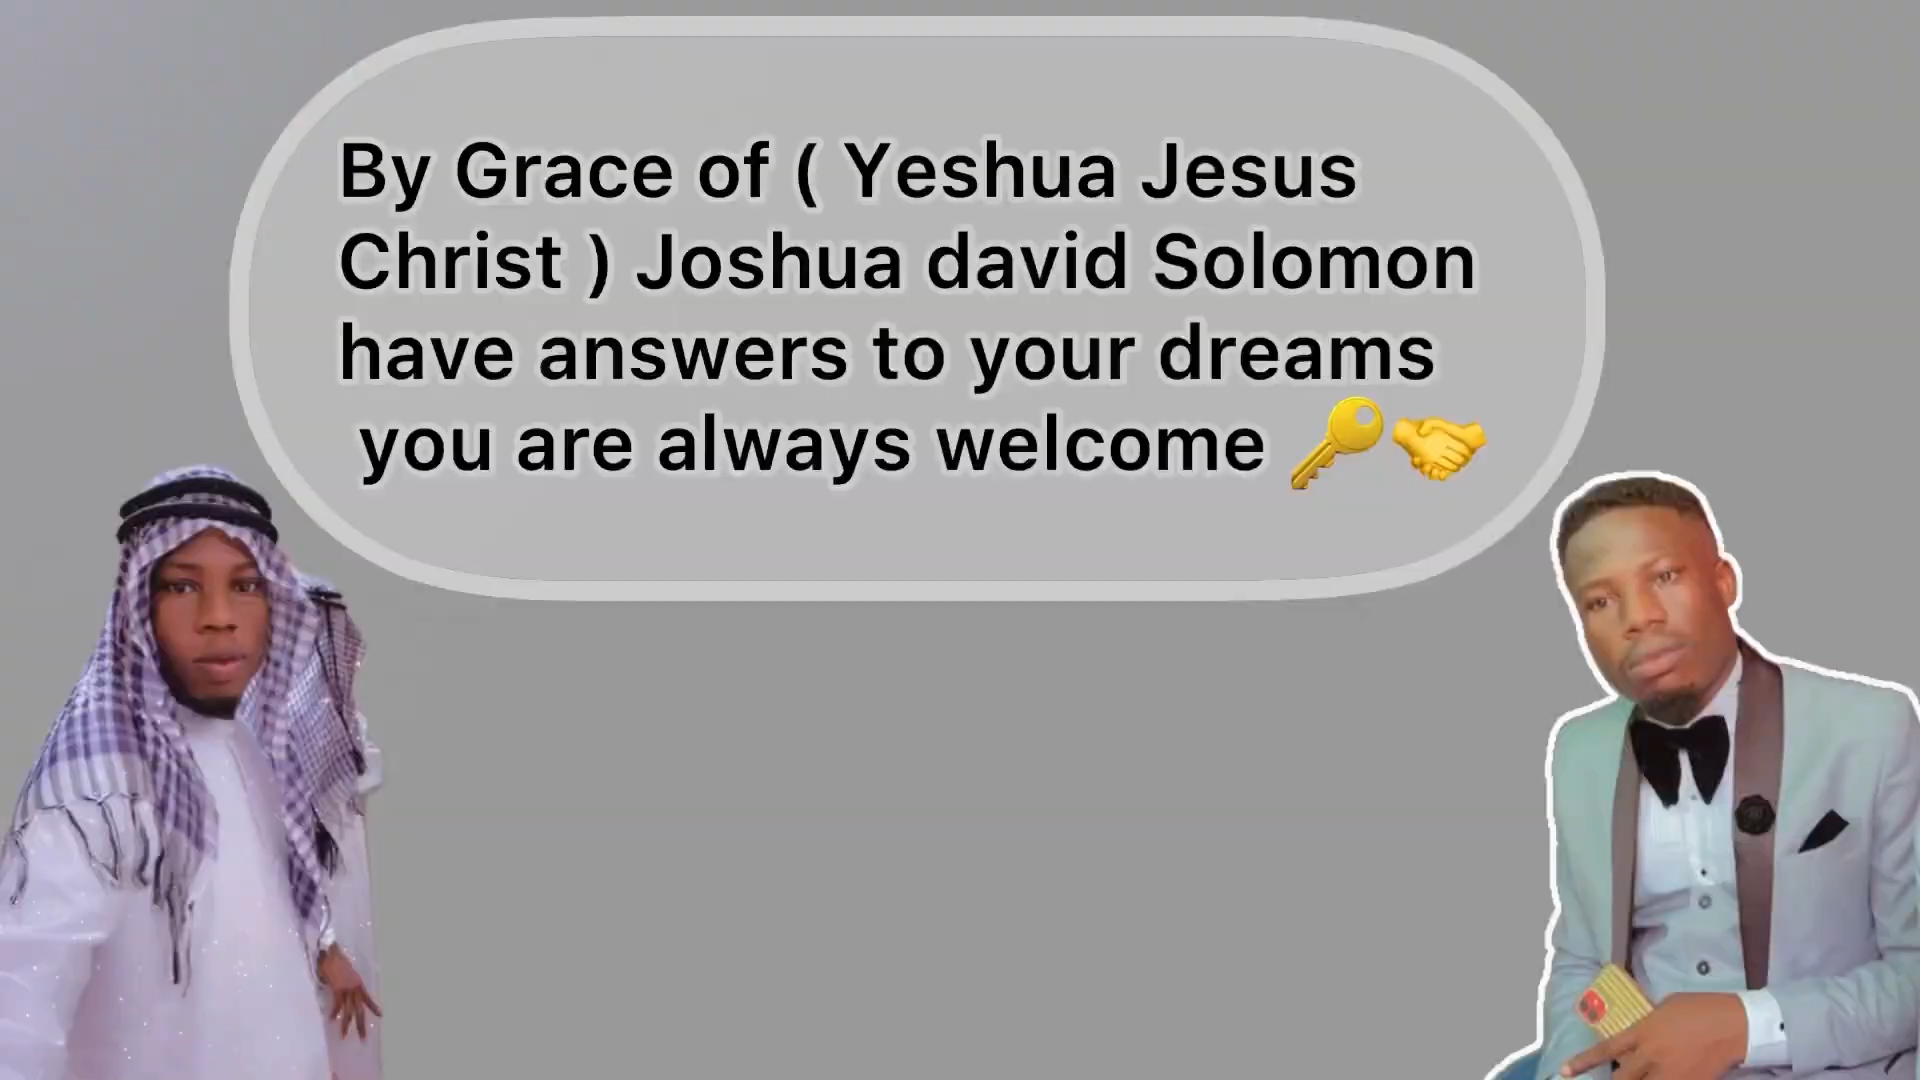 By Grace of ( Yeshua Jesus
Christ ) Joshua david Solomon
have answers to your dreams
you are always welcome 🔑🤝